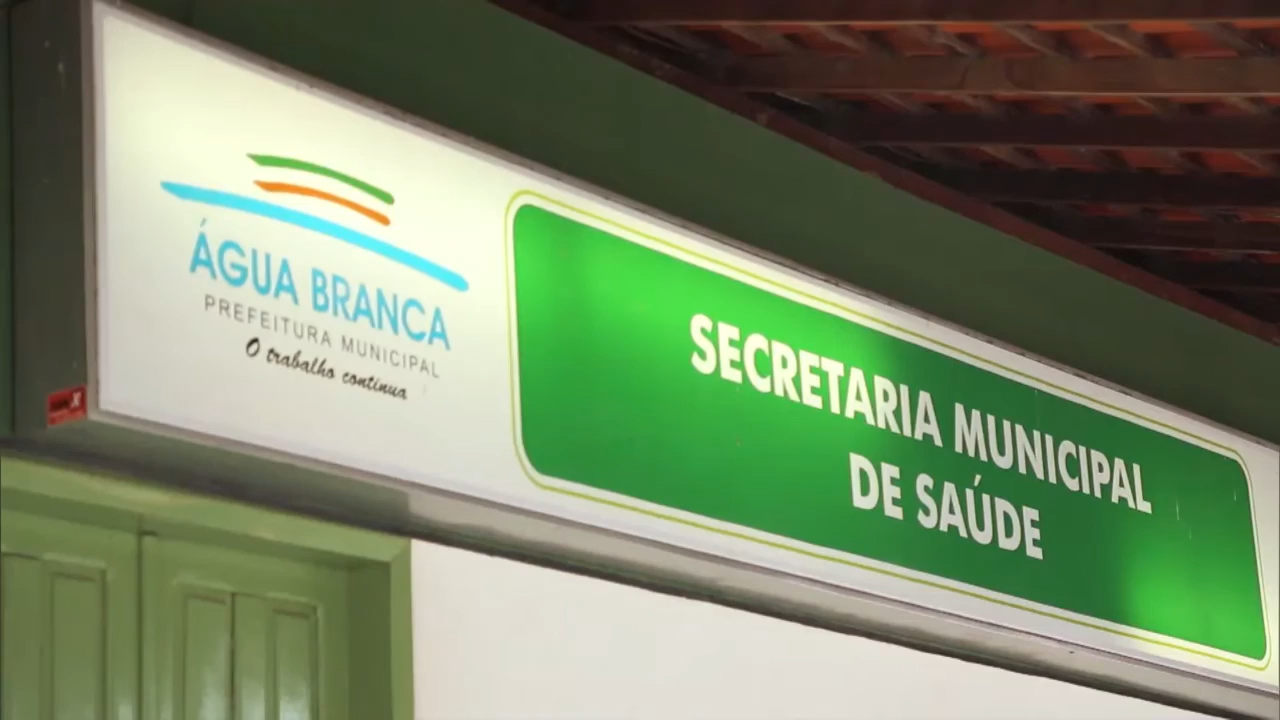 ÁGUA BRANCA
PREFEITURA MUNICIPAL
O trabalho continua
SECRETARIA MUNICIPAL
DE SAÚDE